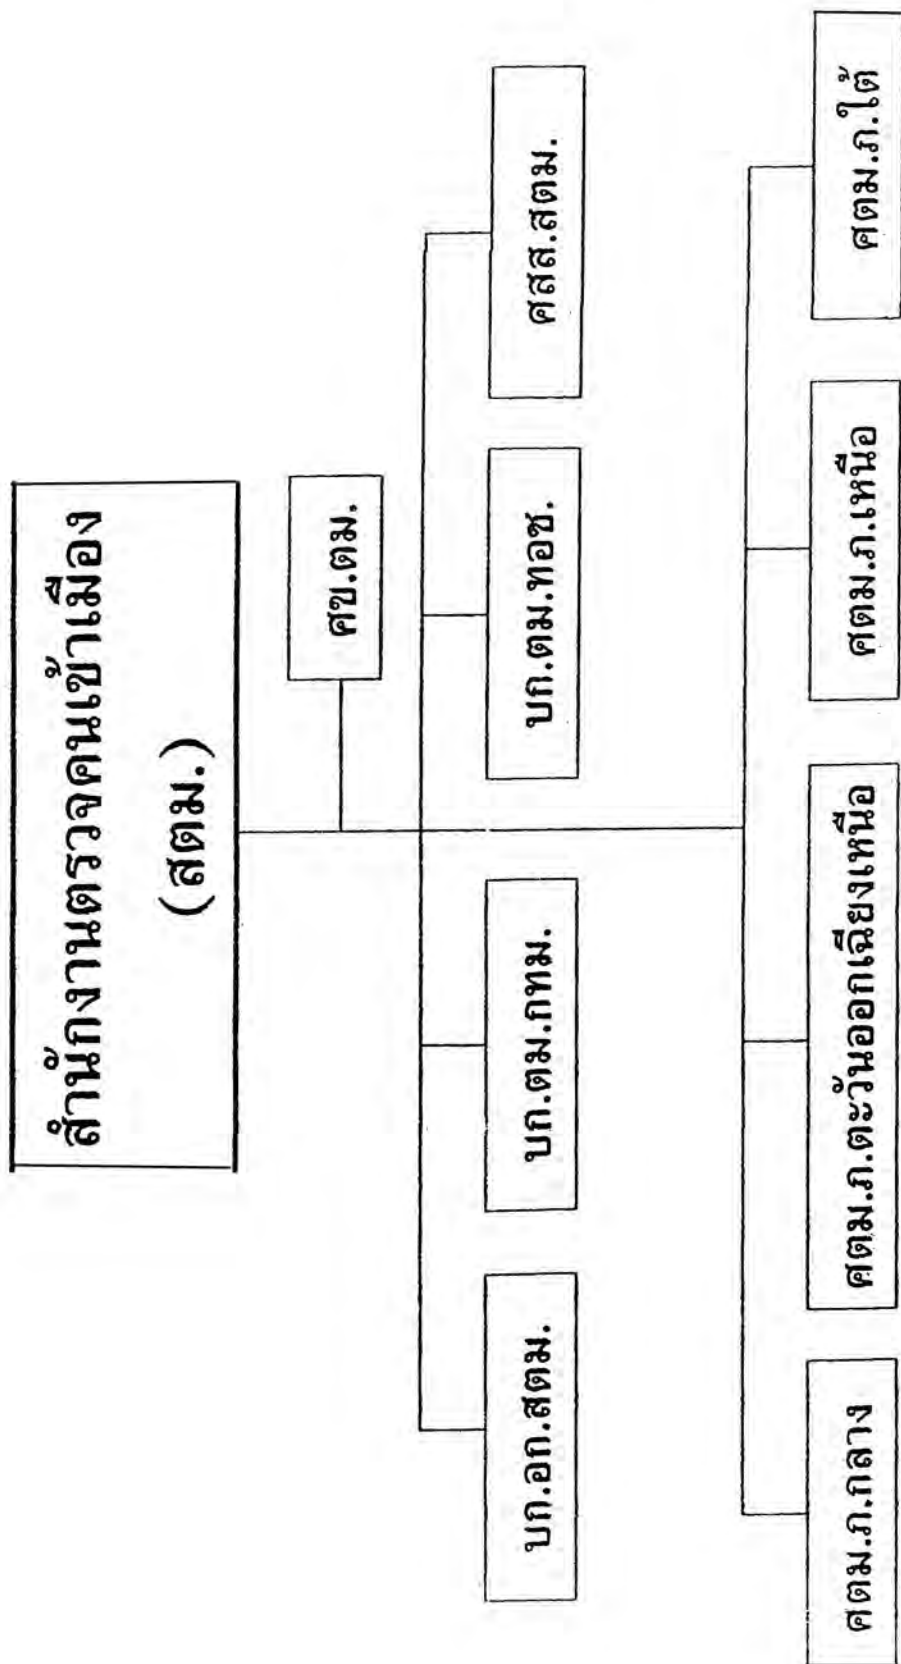 สำนักงานตรวจคนเข้าเมือง
(สตม.)
ศข.ตม.
บก.อก.สตม.
บก.ตม.กทม.
บก.ตม.ทอช.
ศสส.สตม.
ศตม.ภ.กลาง
ศตม.ภ.ตะวันออกเฉียงเหนือ
ศตม.ภ.เหนือ
ศตม.ภ.ใต้